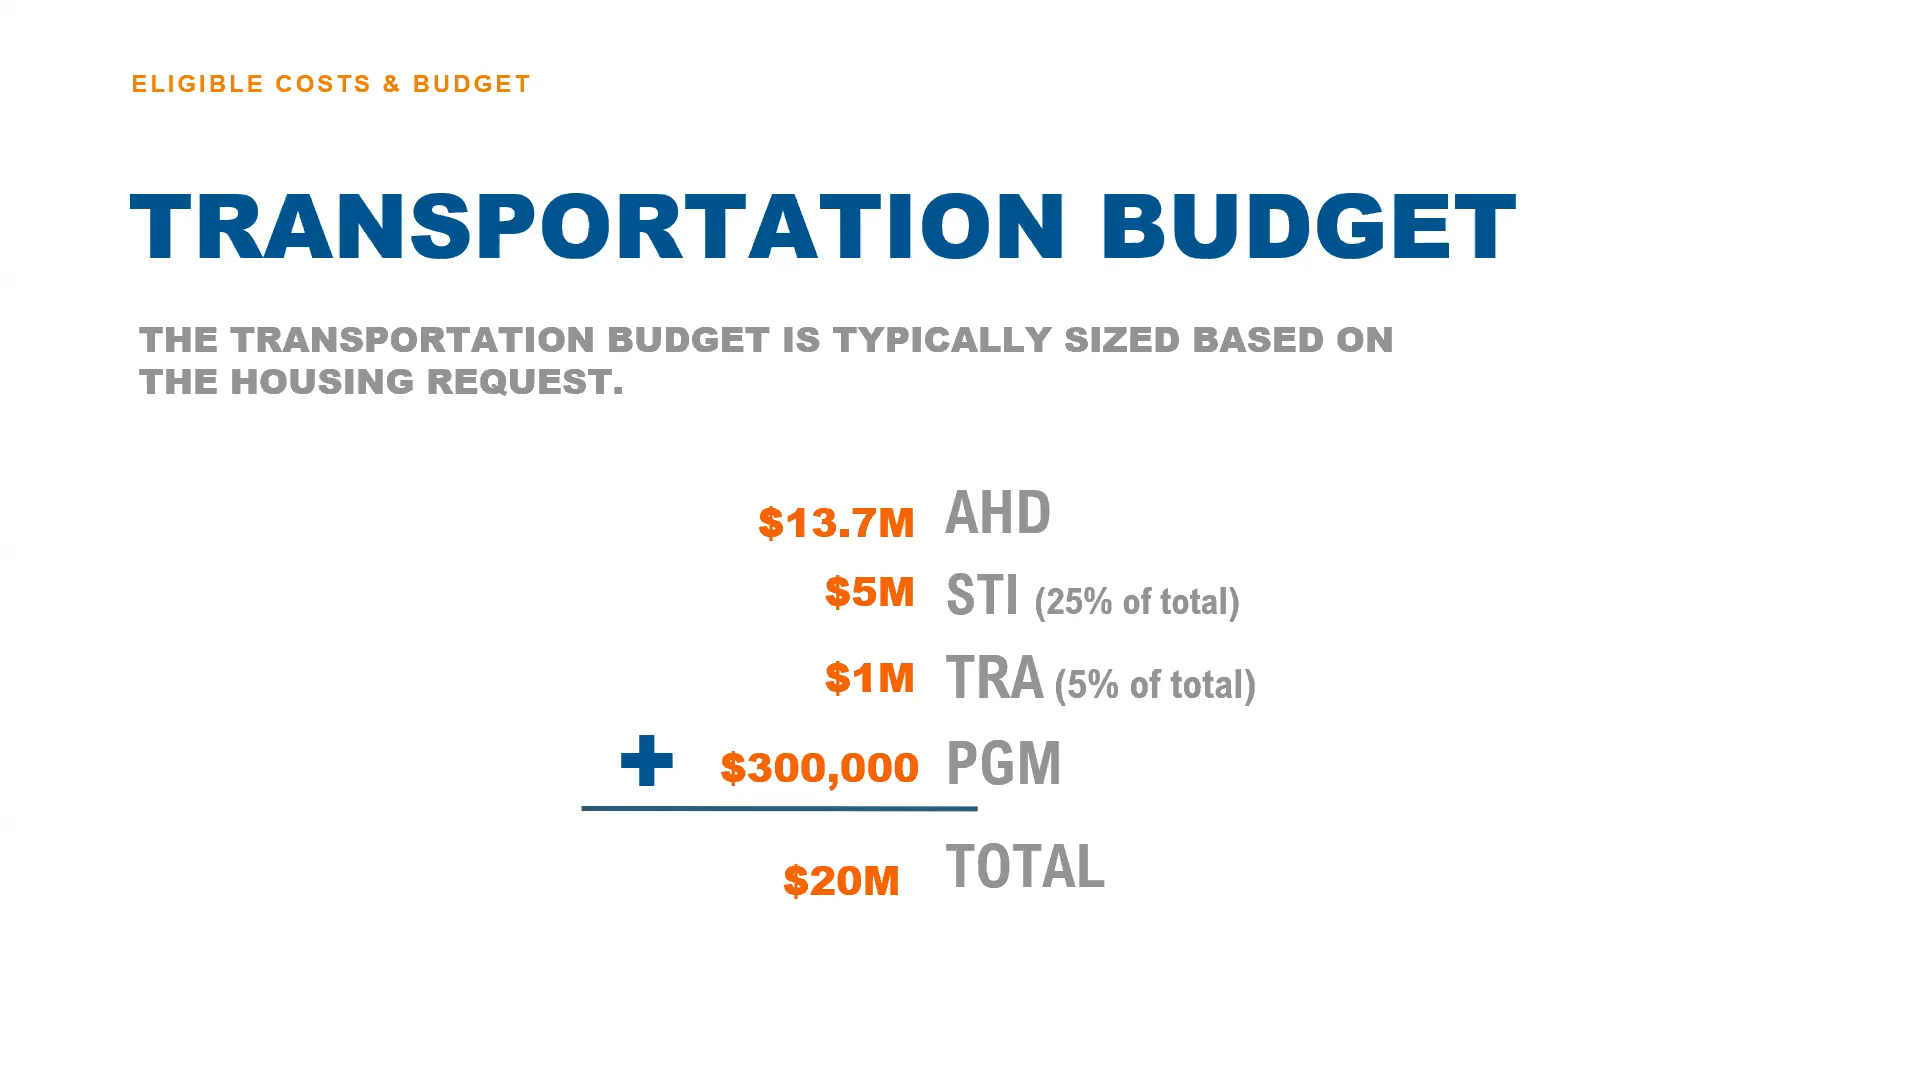 ELIGIBLE COSTS & BUDGET
TRANSPORTATION BUDGET
THE TRANSPORTATION BUDGET IS TYPICALLY SIZED BASED ON
THE HOUSING REQUEST.
$13.7M AHD
$5M STI (25% of total)
$1M TRA (5% of total)
+ $300,000 PGM
$20M TOTAL